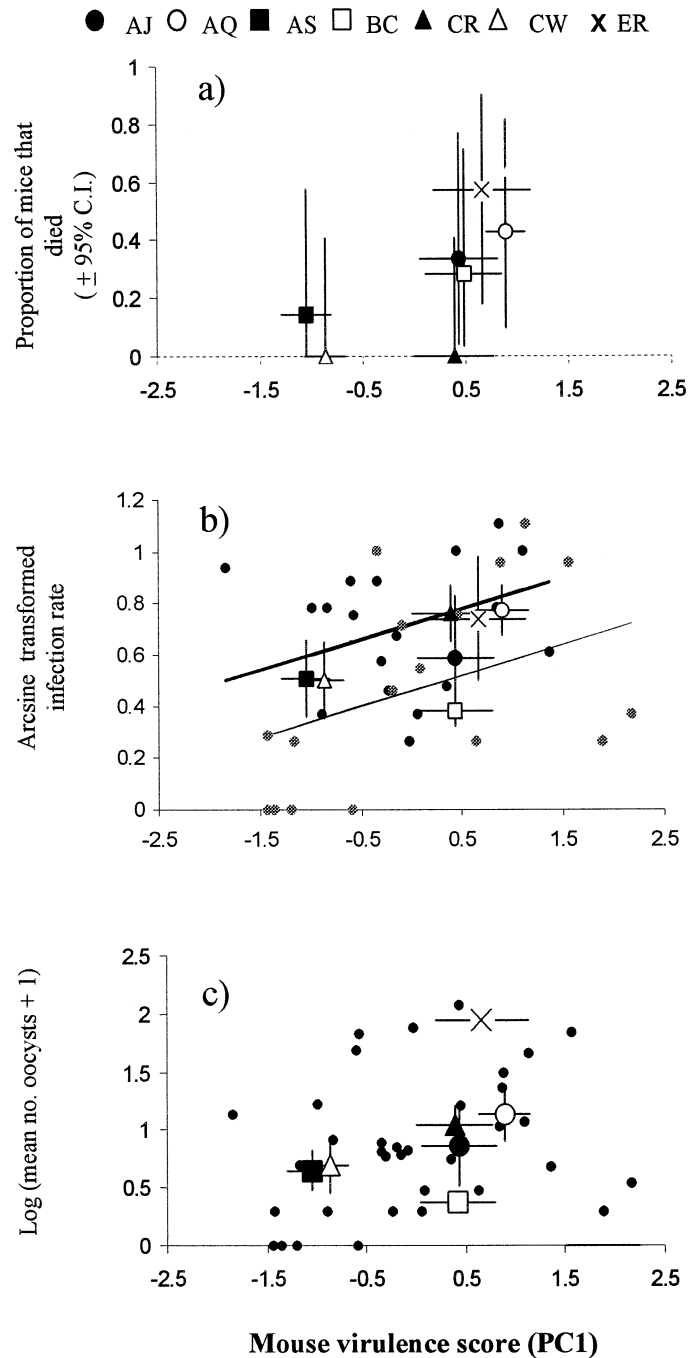 AJ AQ AS BC CR CW ER
a)
Proportion of mice that
died
( ± 95% C.I.)
1
0.8
0.6
0.4
0.2
0
-2.5 -1.5 -0.5 0.5 1.5 2.5
b)
Arcsine transformed
infection rate
1.2
1
0.8
0.6
0.4
0.2
0
-2.5 -1.5 -0.5 0.5 1.5 2.5
c)
Log (mean no. oocysts + 1)
2.5
2
1.5
1
0.5
0
-2.5 -1.5 -0.5 0.5 1.5 2.5
Mouse virulence score (PC1)